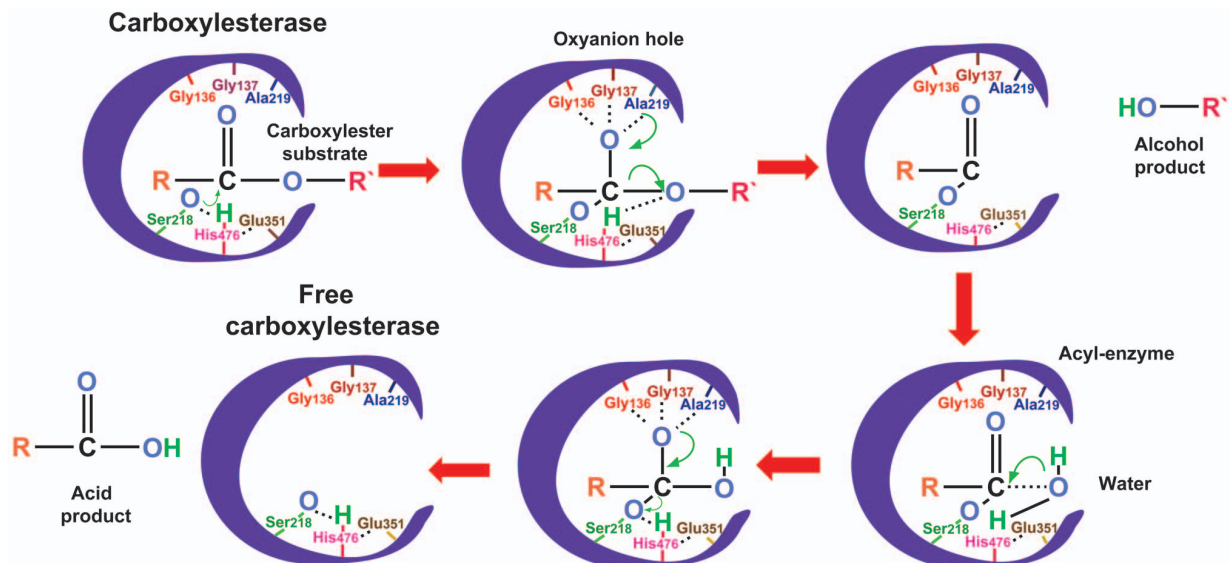 Carboxylesterase
Gly136
Gly137
Ala219
O
Carboxylester
substrate
R
C
O
R`
O
H
Ser218
His476
Glu351
Oxyanion hole
Gly136
Gly137
Ala219
O
R
C
O
R`
O
H
Ser218
His476
Glu351
Gly136
Gly137
Ala219
O
R
C
O
Ser218
His476
Glu351
HO
R`
Alcohol
product
Free
carboxylesterase
O
R
C
OH
Acid
product
Gly136
Gly137
Ala219
O
H
Ser218
His476
Glu351
Gly136
Gly137
Ala219
O
H
R
C
O
O
H
Ser218
His476
Glu351
Acyl-enzyme
Gly136
Gly137
Ala219
O
H
R
C
O
Water
O
H
Ser218
His476
Glu351